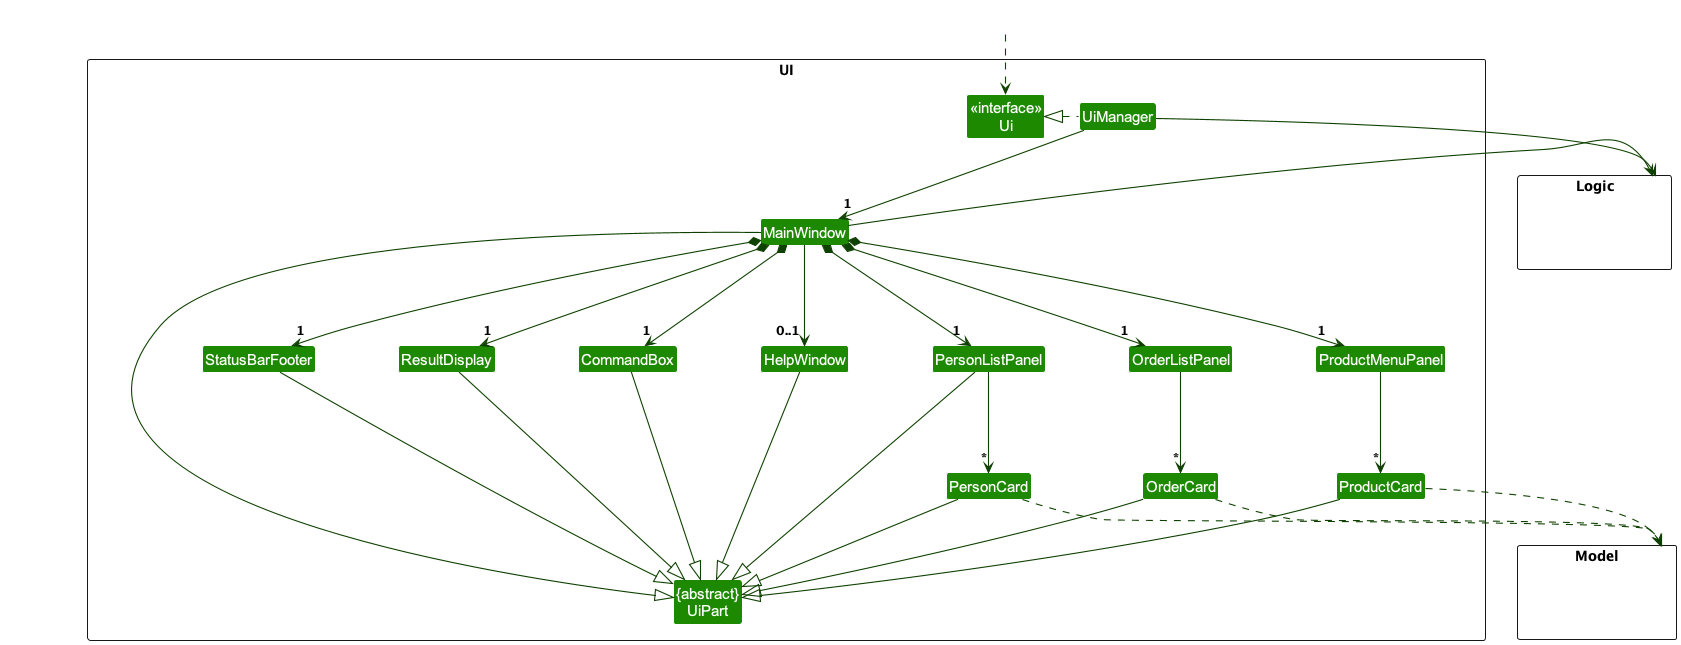 UI
«interface»
Ui
UiManager
Logic
1
MainWindow
1
1
1
0..1
1
1
1
StatusBarFooter
ResultDisplay
CommandBox
HelpWindow
PersonListPanel
OrderListPanel
ProductMenuPanel
*
*
*
PersonCard
OrderCard
ProductCard
Model
{abstract}
UiPart